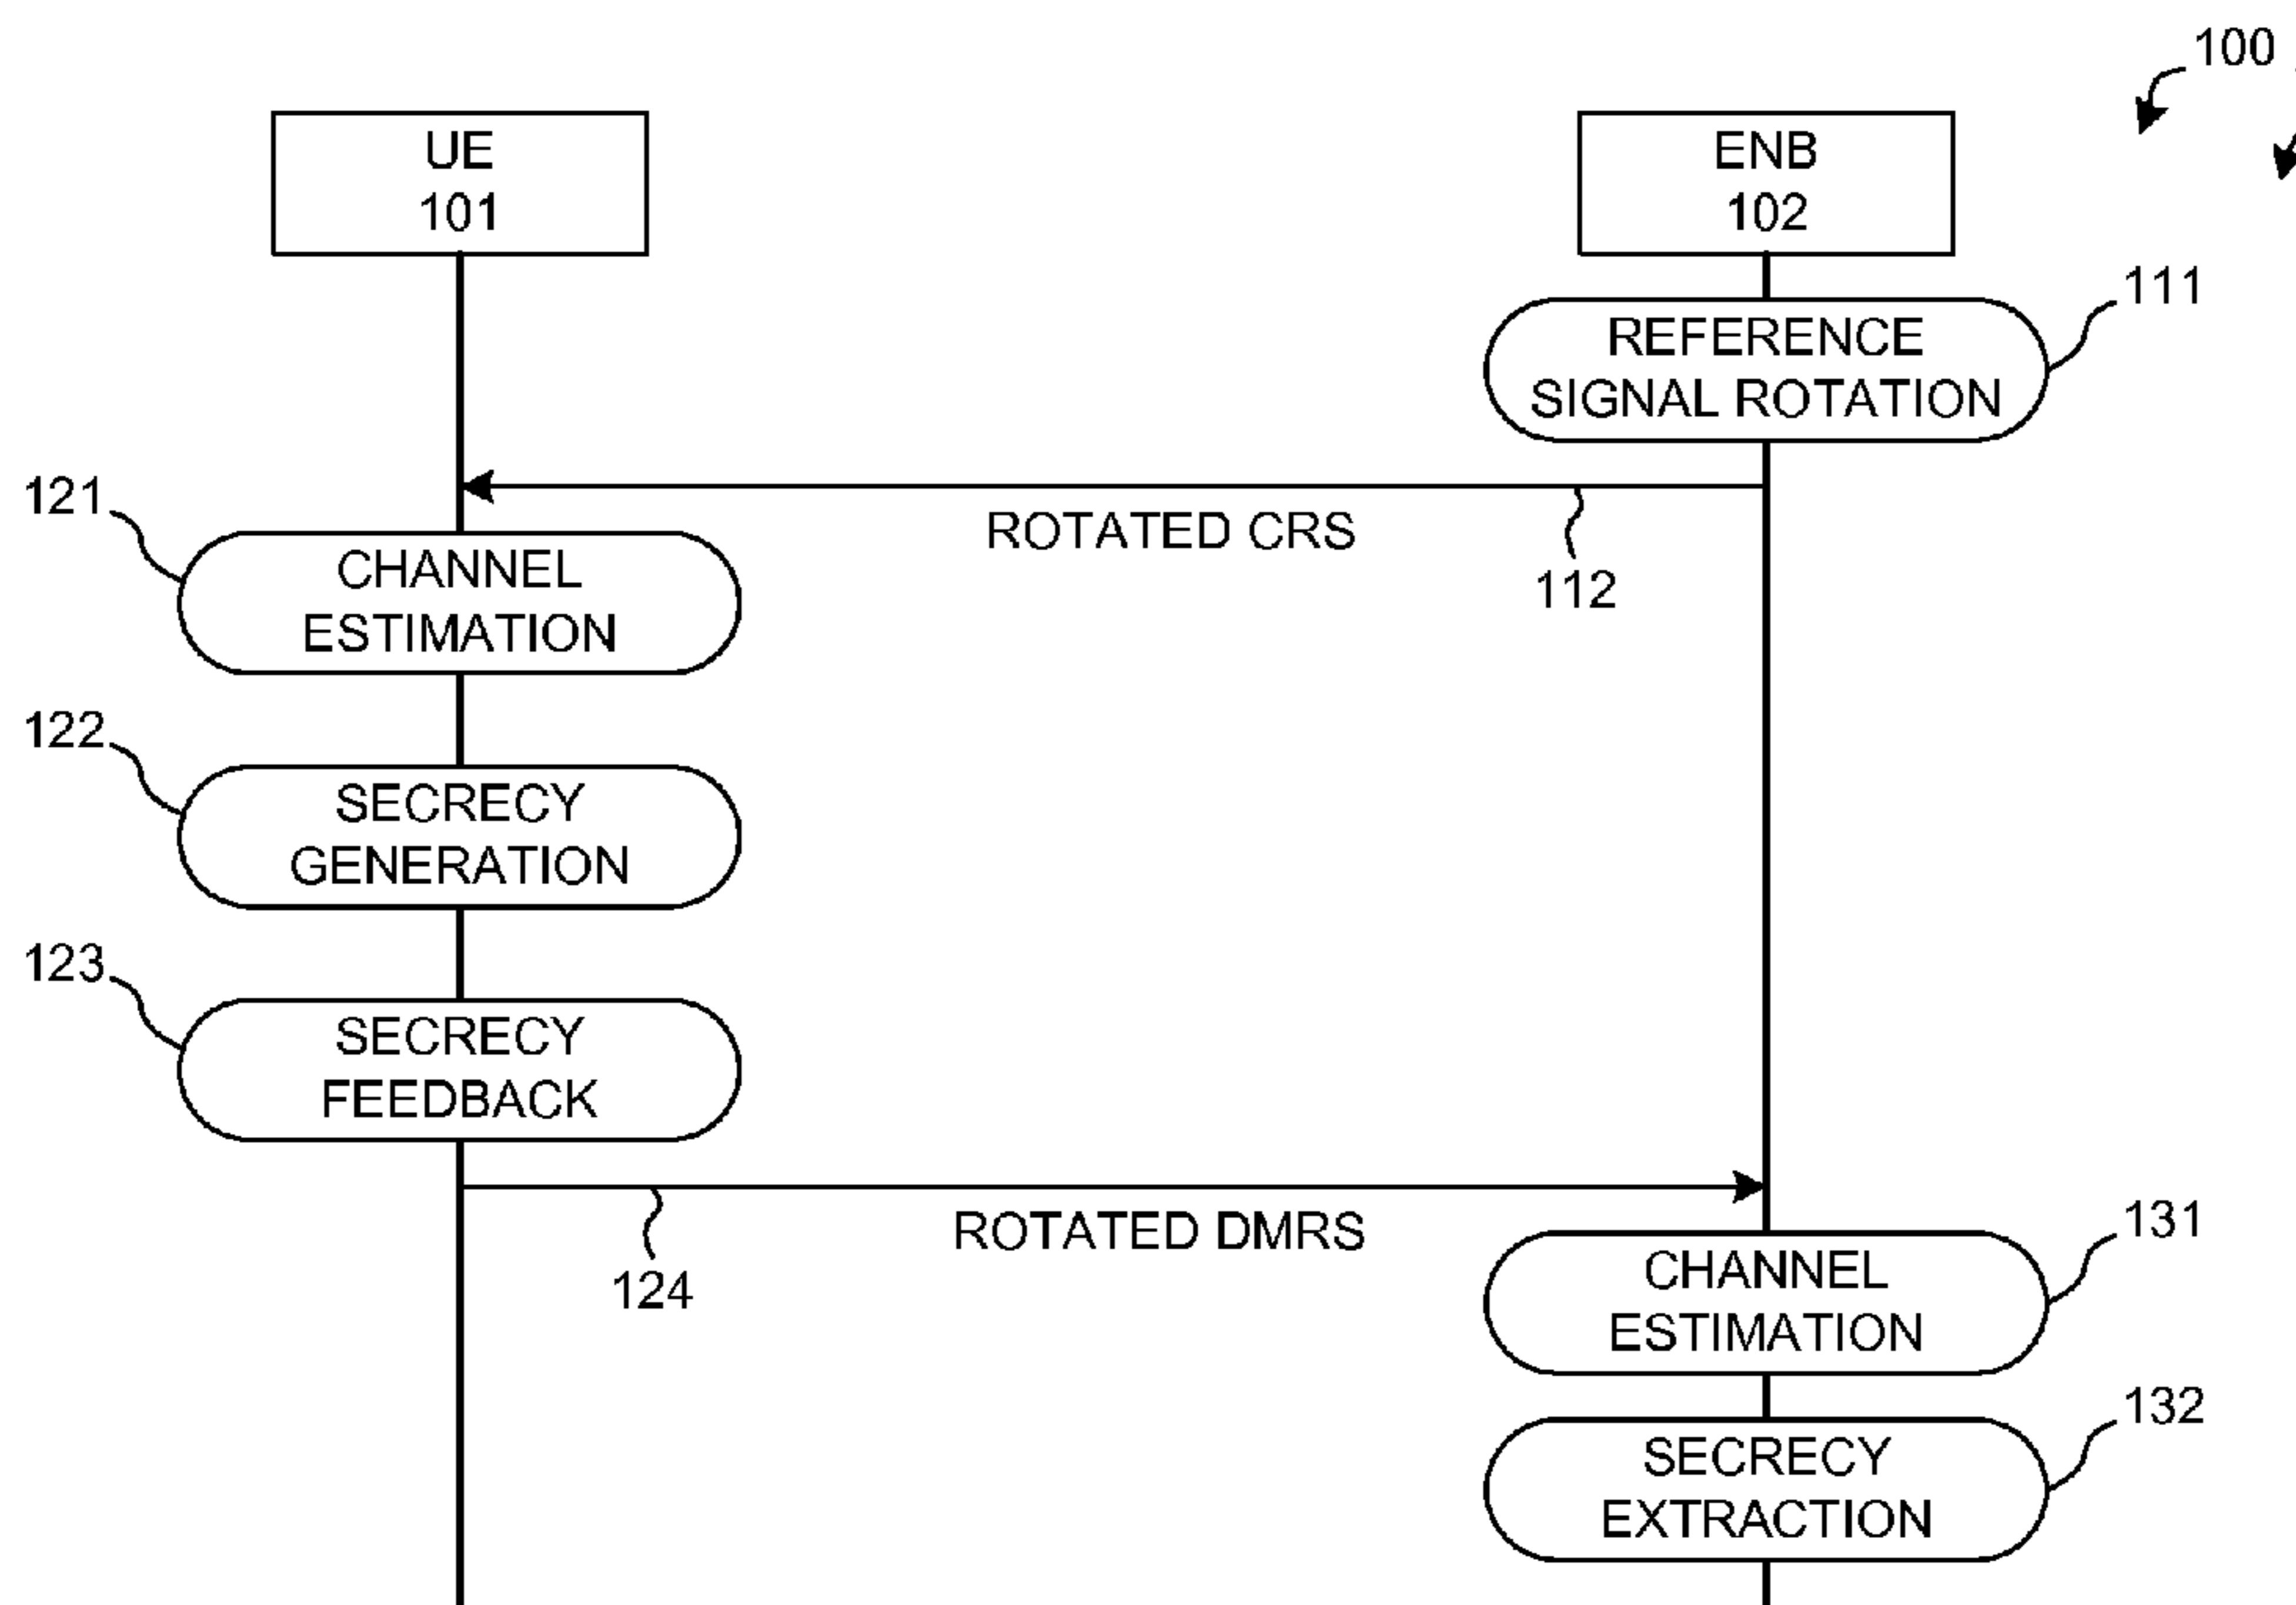 100
UE
101
ENB
102
111
REFERENCE
SIGNAL ROTATION
121
ROTATED CRS
112
CHANNEL
ESTIMATION
122
SECRECY
GENERATION
123
SECRECY
FEEDBACK
124
ROTATED DMRS
131
CHANNEL
ESTIMATION
132
SECRECY
EXTRACTION